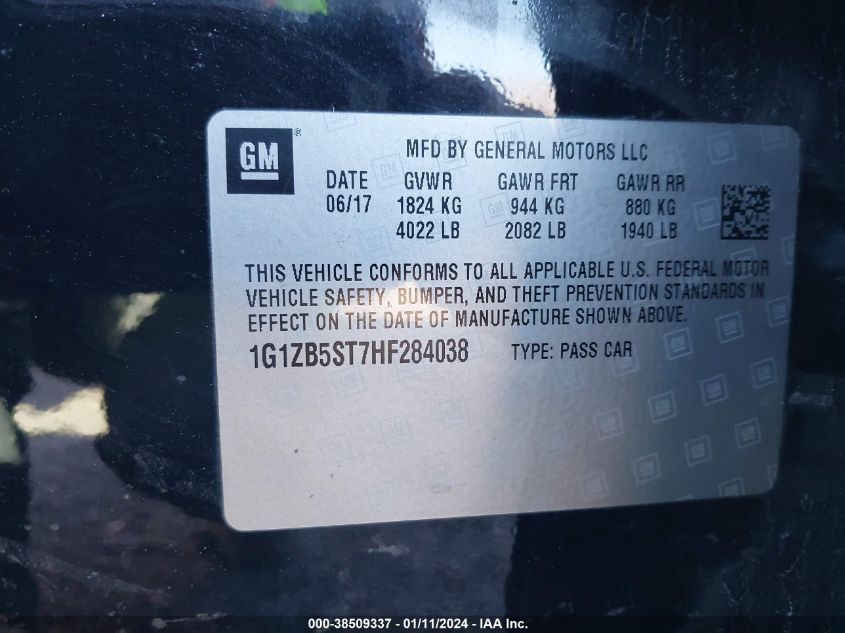 GM®
MFD BY GENERAL MOTORS LLC
DATE GVWR GAWR FRT GAWR RR
06/17 1824 KG 944 KG 880 KG
4022 LB 2082 LB 1940 LB
THIS VEHICLE CONFORMS TO ALL APPLICABLE U.S. FEDERAL MOTOR
VEHICLE SAFETY, BUMPER, AND THEFT PREVENTION STANDARDS IN
EFFECT ON THE DATE OF MANUFACTURE SHOWN ABOVE.
1G1ZB5ST7HF284038 TYPE: PASS CAR
000-38509337 - 01/11/2024 - IAA Inc.